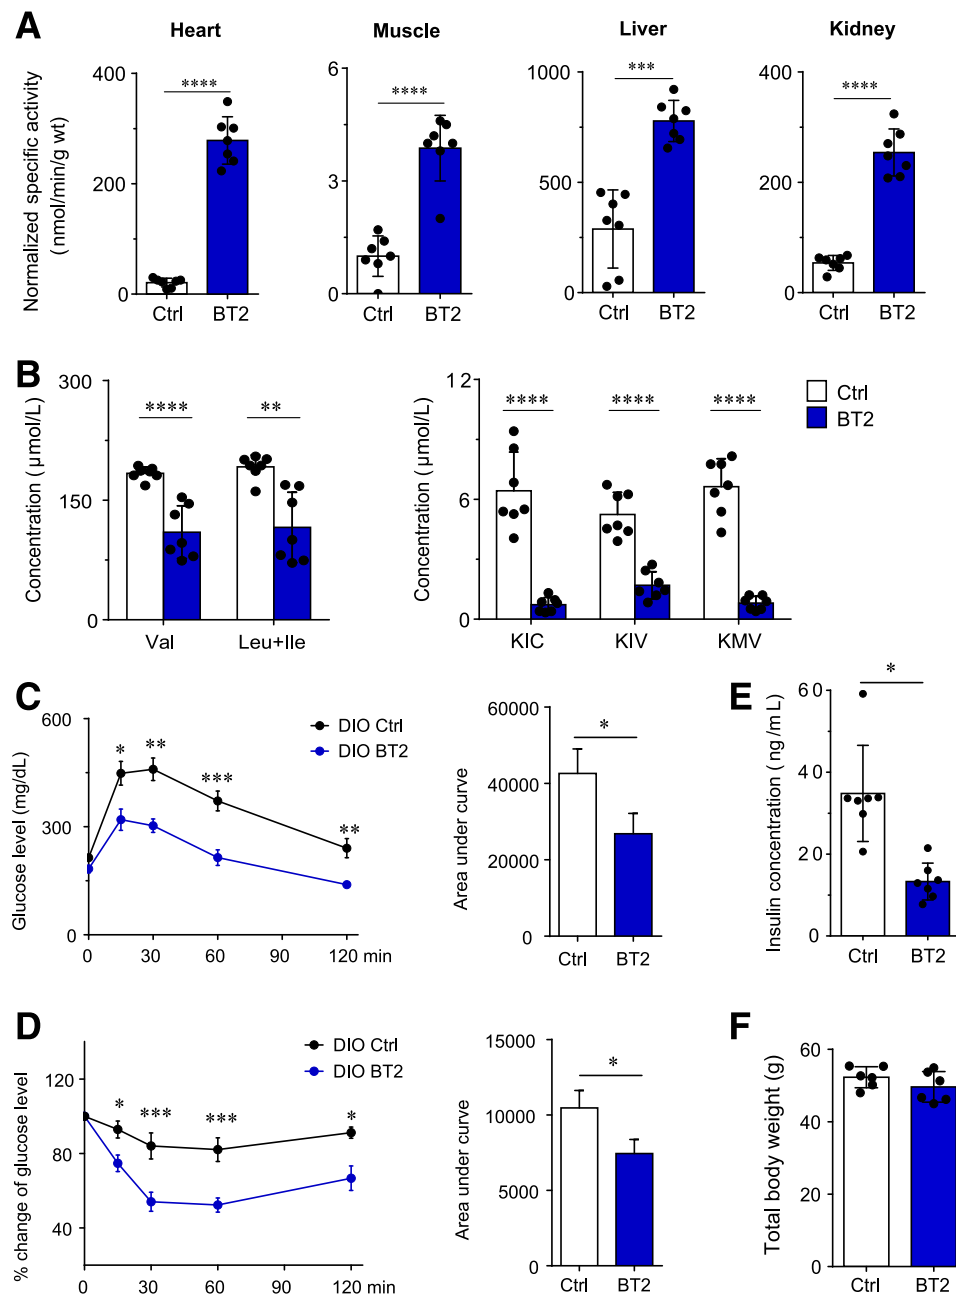 A
Heart
Muscle
Liver
Kidney
Normalized specific activity
(nmol/min/g wt)
400
200
0
****
Ctrl
BT2
6
3
0
****
Ctrl
BT2
1000
500
0
***
Ctrl
BT2
400
200
0
****
Ctrl
BT2
B
Concentration (µmol/L)
300
150
0
****
**
Val
Leu+Ile
Concentration (µmol/L)
12
6
0
****
****
****
KIC
KIV
KMV
Ctrl
BT2
C
Glucose level (mg/dL)
600
300
0
*
**
***
**
DIO Ctrl
DIO BT2
0
30
60
90
120 min
Area under curve
60000
40000
20000
0
*
Ctrl
BT2
E
Insulin concentration (ng/mL)
60
40
20
0
*
Ctrl
BT2
D
% change of glucose level
120
80
40
*
***
***
*
DIO Ctrl
DIO BT2
0
30
60
90
120 min
Area under curve
15000
10000
5000
0
*
Ctrl
BT2
F
Total body weight (g)
60
40
20
0
Ctrl
BT2